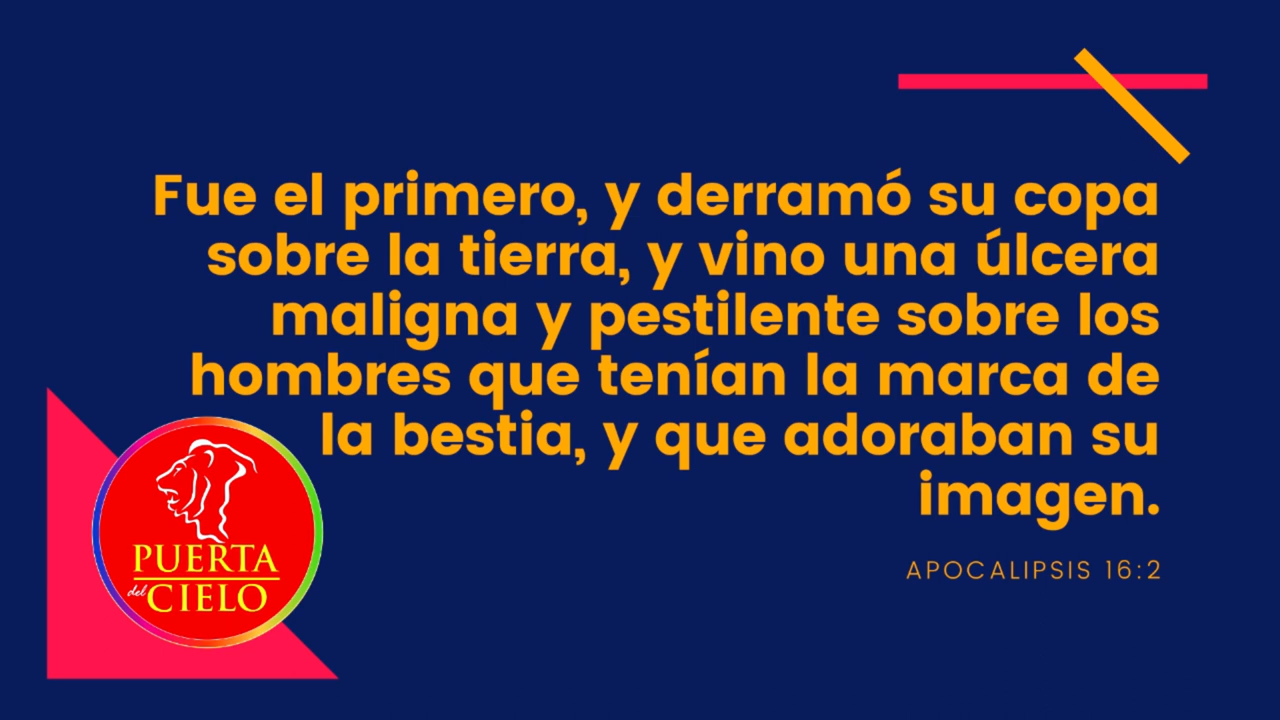 Fue el primero, y derramó su copa
sobre la tierra, y vino una úlcera
maligna y pestilente sobre los
hombres que tenían la marca de
la bestia, y que adoraban su
imagen.
APOCALIPSIS 16:2
PUERTA
del CIELO